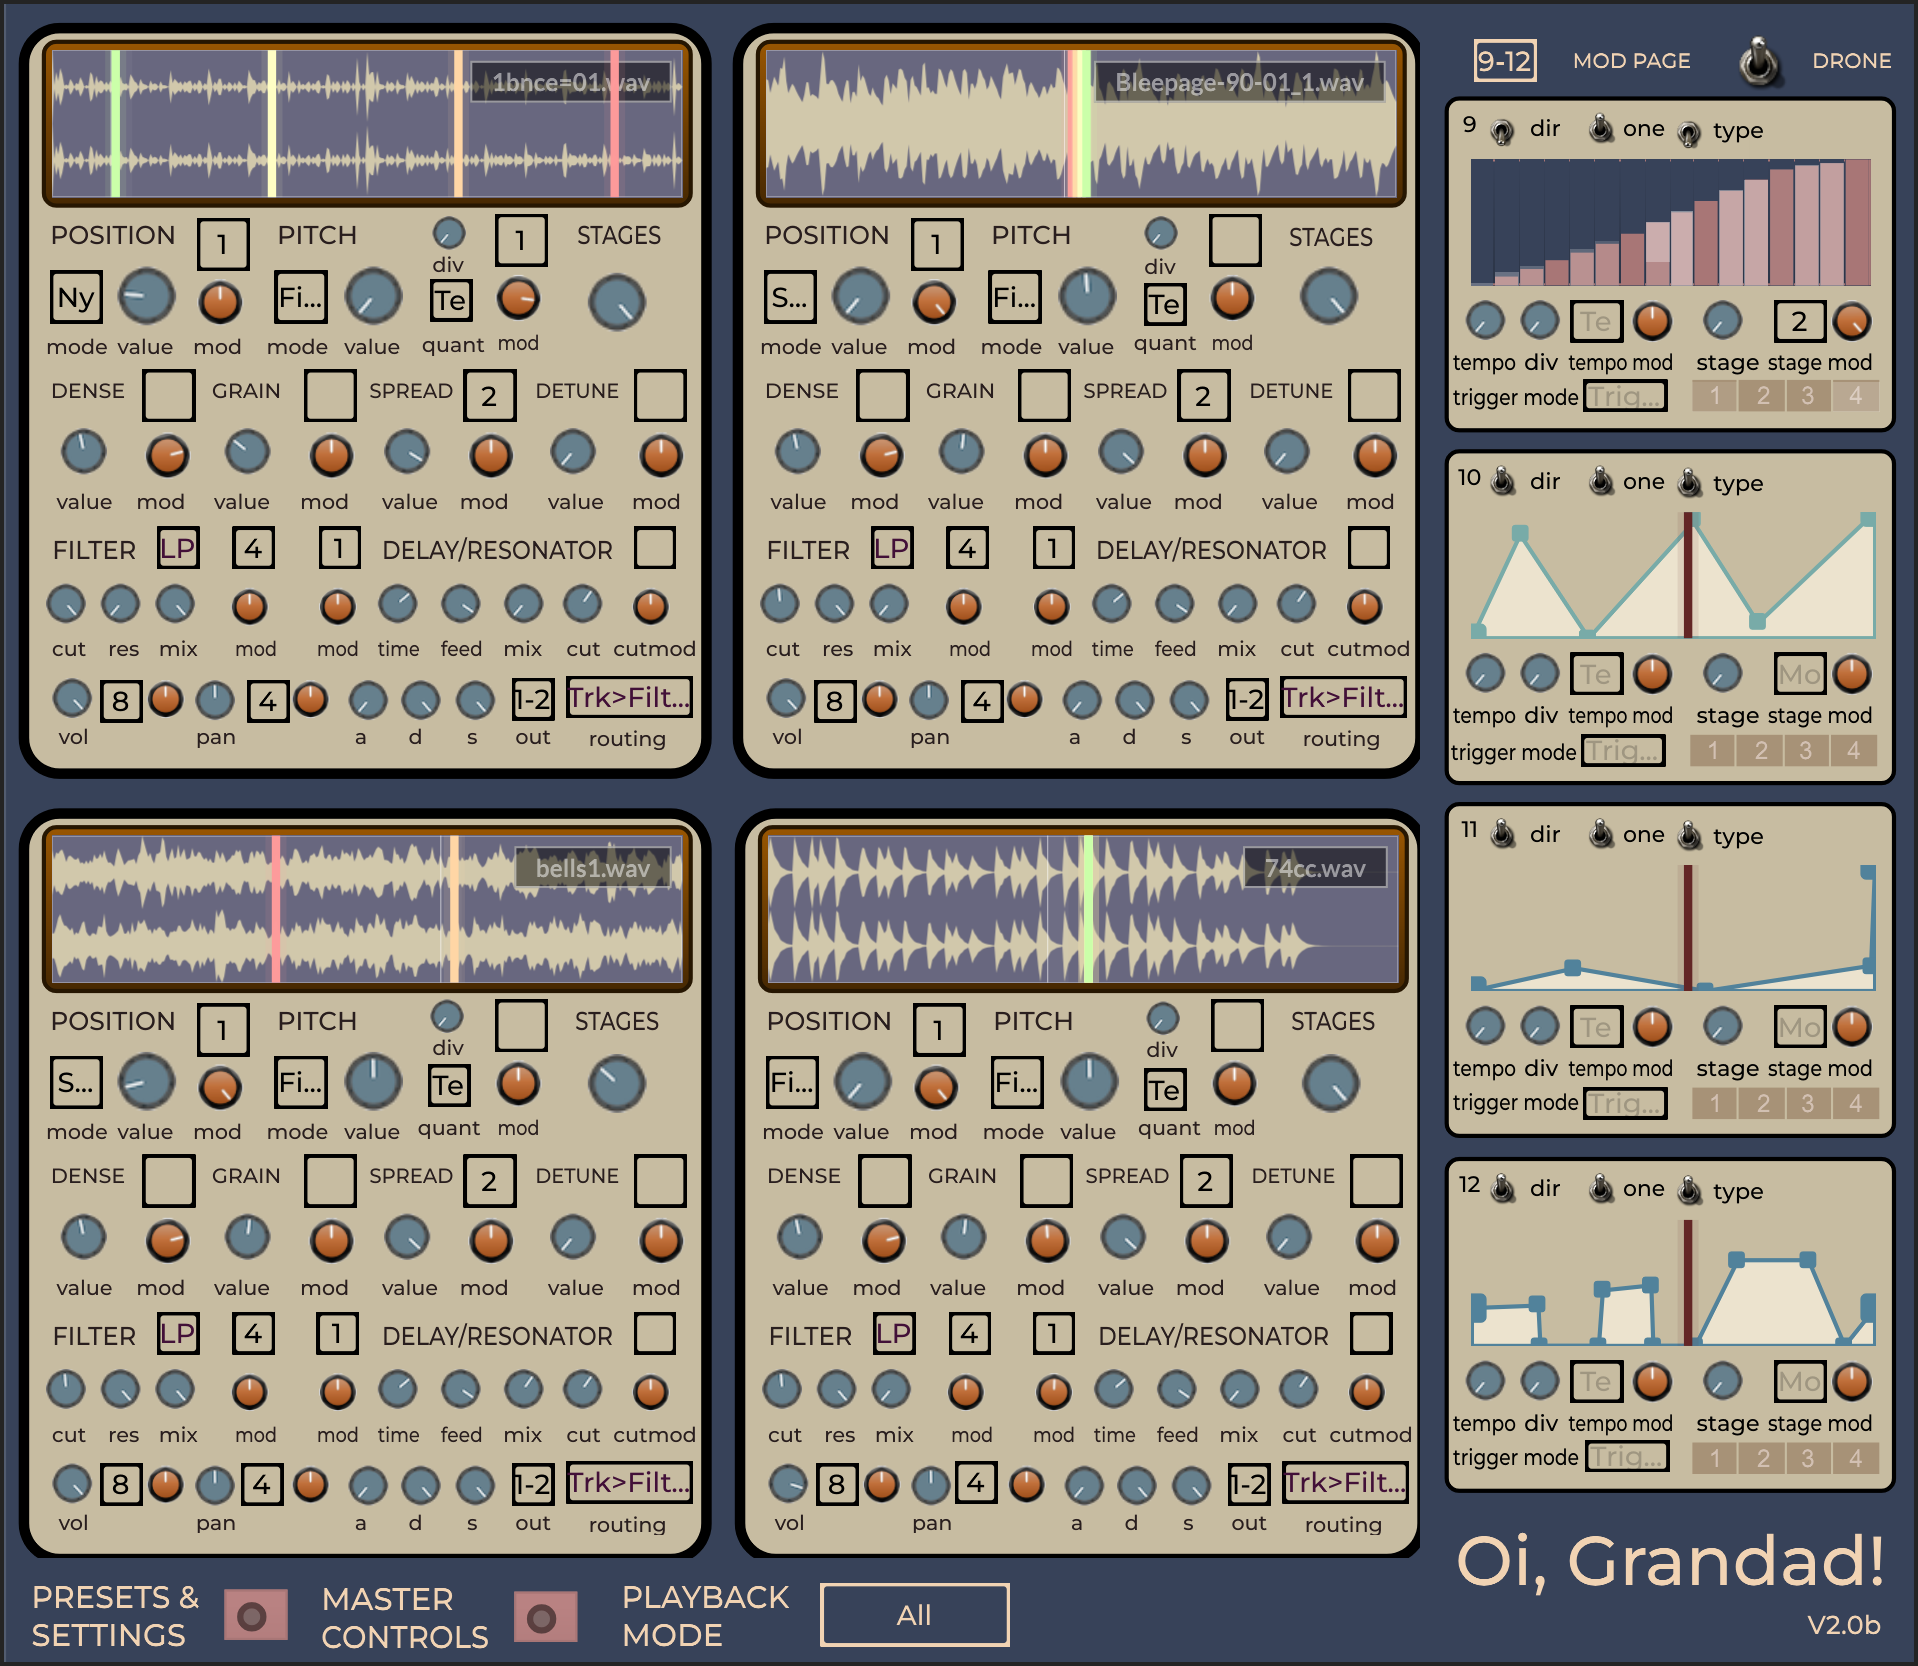 1bnce=01.wav
POSITION 1 PITCH 1 STAGES
div
Ny Fi... Te
mode value mod mode value quant mod
DENSE GRAIN SPREAD 2 DETUNE
value mod value mod value mod value mod
FILTER LP 4 1 DELAY/RESONATOR
cut res mix mod mod time feed mix cut cutmod
8 4 1-2 Trk>Filt...
vol pan a d s out routing
Bleepage-90-01_1.wav
POSITION 1 PITCH STAGES
div
S... Fi... Te
mode value mod mode value quant mod
DENSE GRAIN SPREAD 2 DETUNE
value mod value mod value mod value mod
FILTER LP 4 1 DELAY/RESONATOR
cut res mix mod mod time feed mix cut cutmod
8 4 1-2 Trk>Filt...
vol pan a d s out routing
bells1.wav
POSITION 1 PITCH STAGES
div
S... Fi... Te
mode value mod mode value quant mod
DENSE GRAIN SPREAD 2 DETUNE
value mod value mod value mod value mod
FILTER LP 4 1 DELAY/RESONATOR
cut res mix mod mod time feed mix cut cutmod
8 4 1-2 Trk>Filt...
vol pan a d s out routing
74cc.wav
POSITION 1 PITCH STAGES
div
Fi... Fi... Te
mode value mod mode value quant mod
DENSE GRAIN SPREAD 2 DETUNE
value mod value mod value mod value mod
FILTER LP 4 1 DELAY/RESONATOR
cut res mix mod mod time feed mix cut cutmod
8 4 1-2 Trk>Filt...
vol pan a d s out routing
9-12 MOD PAGE DRONE
9 dir one type
Te 2
tempo div tempo mod stage stage mod
trigger mode Trig... 1 2 3 4
10 dir one type
Te Mo
tempo div tempo mod stage stage mod
trigger mode Trig... 1 2 3 4
11 dir one type
Te Mo
tempo div tempo mod stage stage mod
trigger mode Trig... 1 2 3 4
12 dir one type
Te Mo
tempo div tempo mod stage stage mod
trigger mode Trig... 1 2 3 4
Oi, Grandad!
V2.0b
PRESETS &
SETTINGS
MASTER
CONTROLS
PLAYBACK
MODE
All